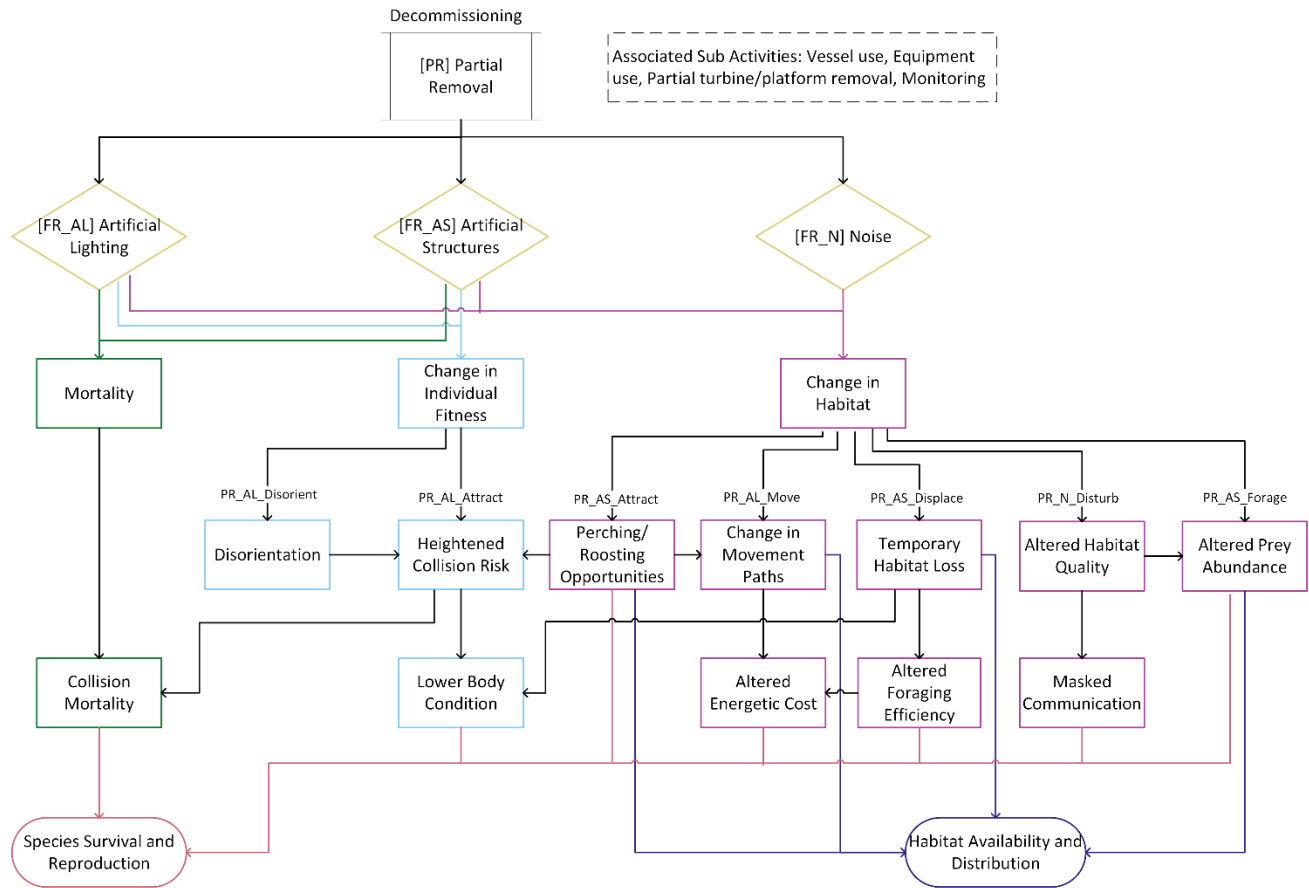 Decommissioning
[PR] Partial
Removal
Associated Sub Activities: Vessel use, Equipment
use, Partial turbine/platform removal, Monitoring
[FR_AL] Artificial
Lighting
[FR_AS] Artificial
Structures
[FR_N] Noise
Mortality
Change in
Individual
Fitness
Change in
Habitat
PR_AL_Disorient
PR_AL_Attract
PR_AS_Attract
PR_AL_Move
PR_AS_Displace
PR_N_Disturb
PR_AS_Forage
Disorientation
Heightened
Collision Risk
Perching/
Roosting
Opportunities
Change in
Movement
Paths
Temporary
Habitat Loss
Altered Habitat
Quality
Altered Prey
Abundance
Collision
Mortality
Lower Body
Condition
Altered
Energetic Cost
Altered
Foraging
Efficiency
Masked
Communication
Species Survival and
Reproduction
Habitat Availability and
Distribution